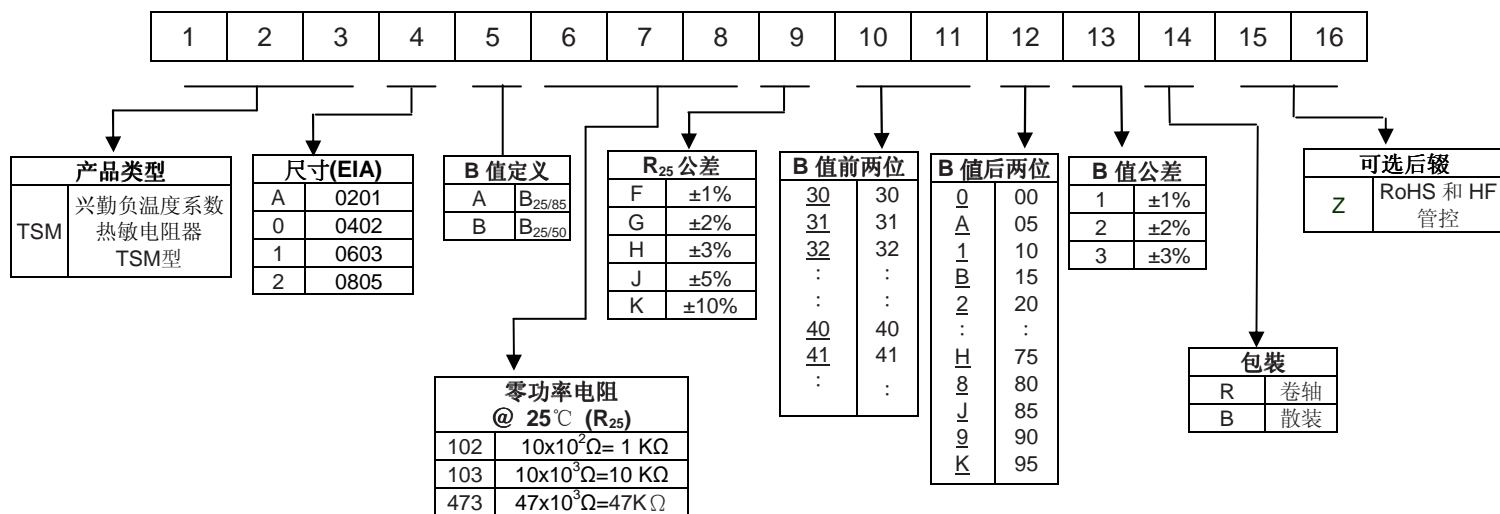 1 2 3 4 5 6 7 8 9 10 11 12 13 14 15 16
产品类型
TSM 兴勤负温度系数
热敏电阻器
TSM型
尺寸(EIA)
A 0201
0 0402
1 0603
2 0805
B 值定义
A B25/85
B B25/50
零功率电阻
@ 25℃ (R25)
102 10x10²Ω= 1 KΩ
103 10x10³Ω=10 KΩ
473 47x10³Ω=47KΩ
R25 公差
F ±1%
G ±2%
H ±3%
J ±5%
K ±10%
B 值前两位
30 30
31 31
32 32
: :
: :
40 40
41 41
: :
B 值后两位
0 00
A 05
1 10
B 15
2 20
: :
H 75
8 80
J 85
9 90
K 95
B 值公差
1 ±1%
2 ±2%
3 ±3%
包裝
R 卷轴
B 散装
可选后辍
Z RoHS 和 HF
管控